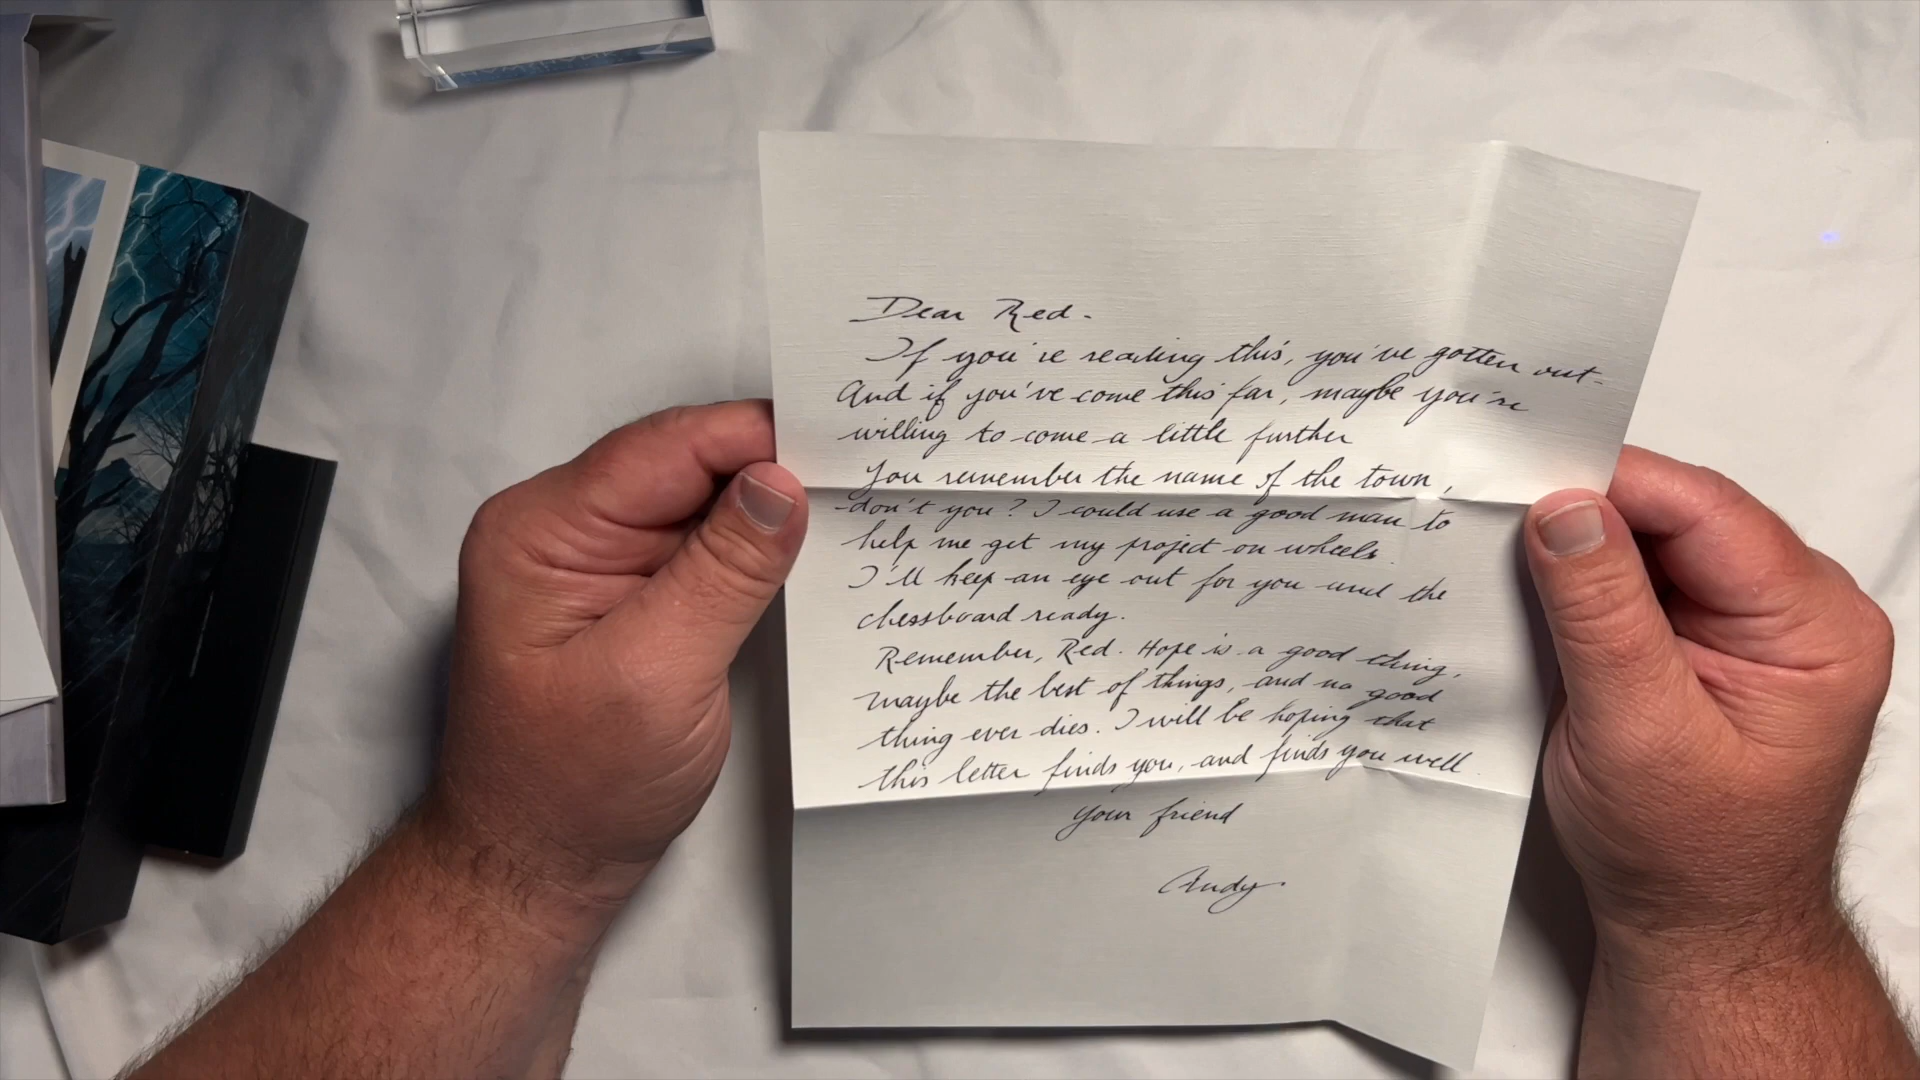 Dear Red.
If you're reading this, you've gotten out.
And if you've come this far, maybe you're
willing to come a little further
You remember the name of the town,
don't you? I could use a good man to
help me get my project on wheels.
I'll keep an eye out for you and the
chessboard ready.
Remember, Red. Hope is a good thing,
maybe the best of things, and no good
thing ever dies. I will be hoping that
this letter finds you, and finds you well.
your friend
Andy.